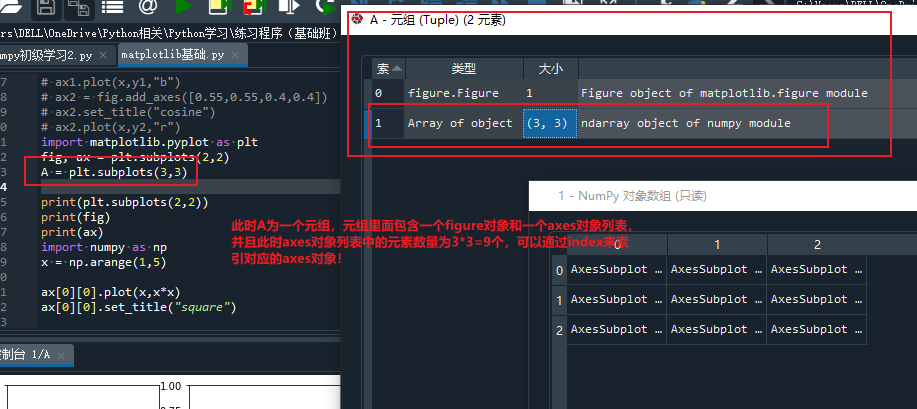 rs\DELL\OneDrive\Python相关\Python学习\练习程序（基础班）
mpy初级学习2.py
matplotlib基础.py
7 # ax1.plot(x,y1,"b")
8 # ax2 = fig.add_axes([0.55,0.55,0.4,0.4])
9 # ax2.set_title("cosine")
0 # ax2.plot(x,y2,"r")
1 import matplotlib.pyplot as plt
2 fig, ax = plt.subplots(2,2)
3 A = plt.subplots(3,3)
4
5 print(plt.subplots(2,2))
print(fig)
print(ax)
import numpy as np
x = np.arange(1,5)
1 ax[0][0].plot(x,x*x)
2 ax[0][0].set_title("square")
3
控制台 1/A
1.00
1.00
A - 元组 (Tuple) (2 元素)
索 类型 大小
0 figure.Figure 1 Figure object of matplotlib.figure module
1 Array of object (3, 3) ndarray object of numpy module
1 - NumPy 对象数组 (只读)
此时A为一个元组，元组里面包含一个figure对象和一个axes对象列表，
并且此时axes对象列表中的元素数量为3*3=9个，可以通过index来索
引对应的axes对象！
0 1 2
0 AxesSubplot … AxesSubplot … AxesSubplot …
1 AxesSubplot … AxesSubplot … AxesSubplot …
2 AxesSubplot … AxesSubplot … AxesSubplot …